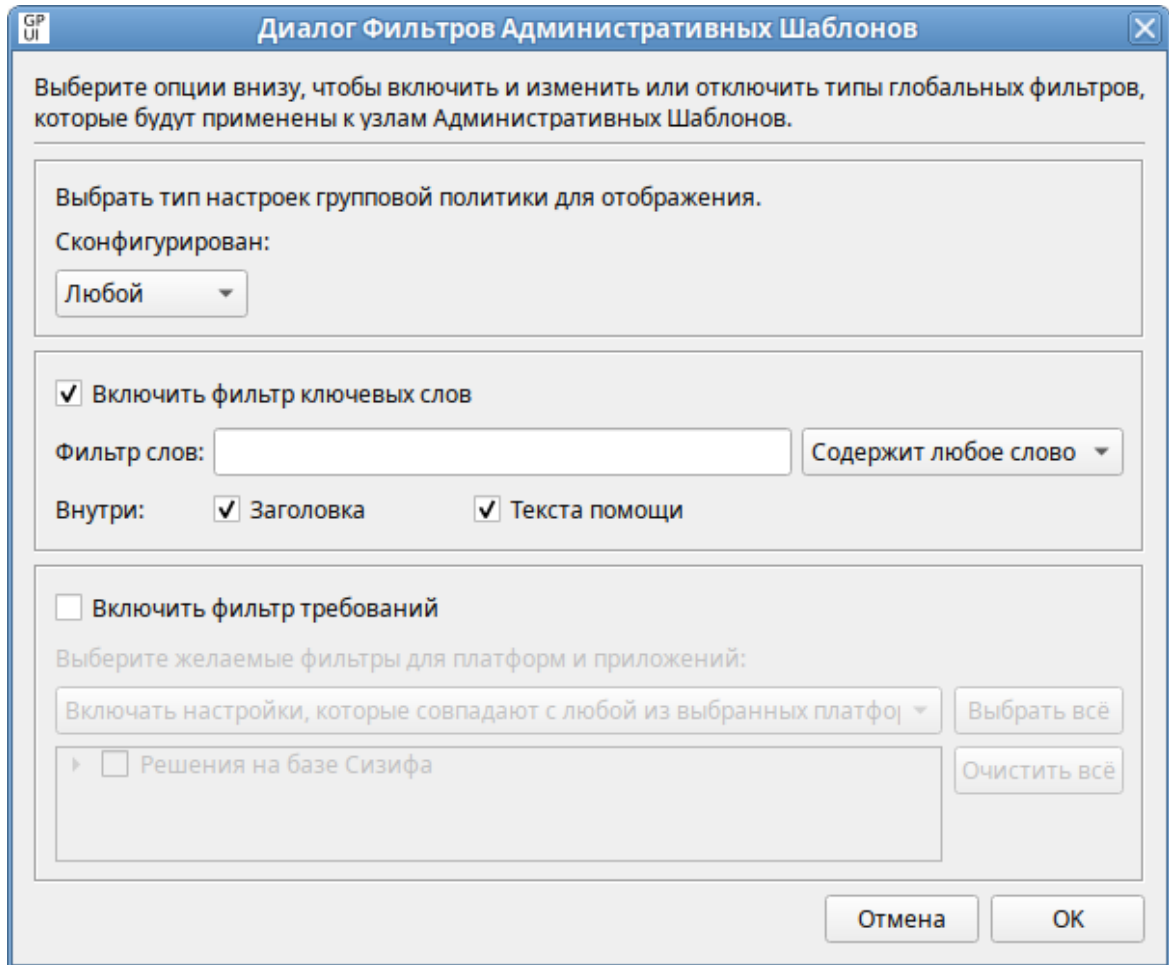 GP
UI
Диалог Фильтров Административных Шаблонов
Выберите опции внизу, чтобы включить и изменить или отключить типы глобальных фильтров,
которые будут применены к узлам Административных Шаблонов.
Выбрать тип настроек групповой политики для отображения.
Сконфигурирован:
Любой
Включить фильтр ключевых слов
Фильтр слов: Содержит любое слово
Внутри: Заголовка Текста помощи
Включить фильтр требований
Выберите желаемые фильтры для платформ и приложений:
Включать настройки, которые совпадают с любой из выбранных платфор Выбрать всё
Решения на базе Сизифа Очистить всё
Отмена OK